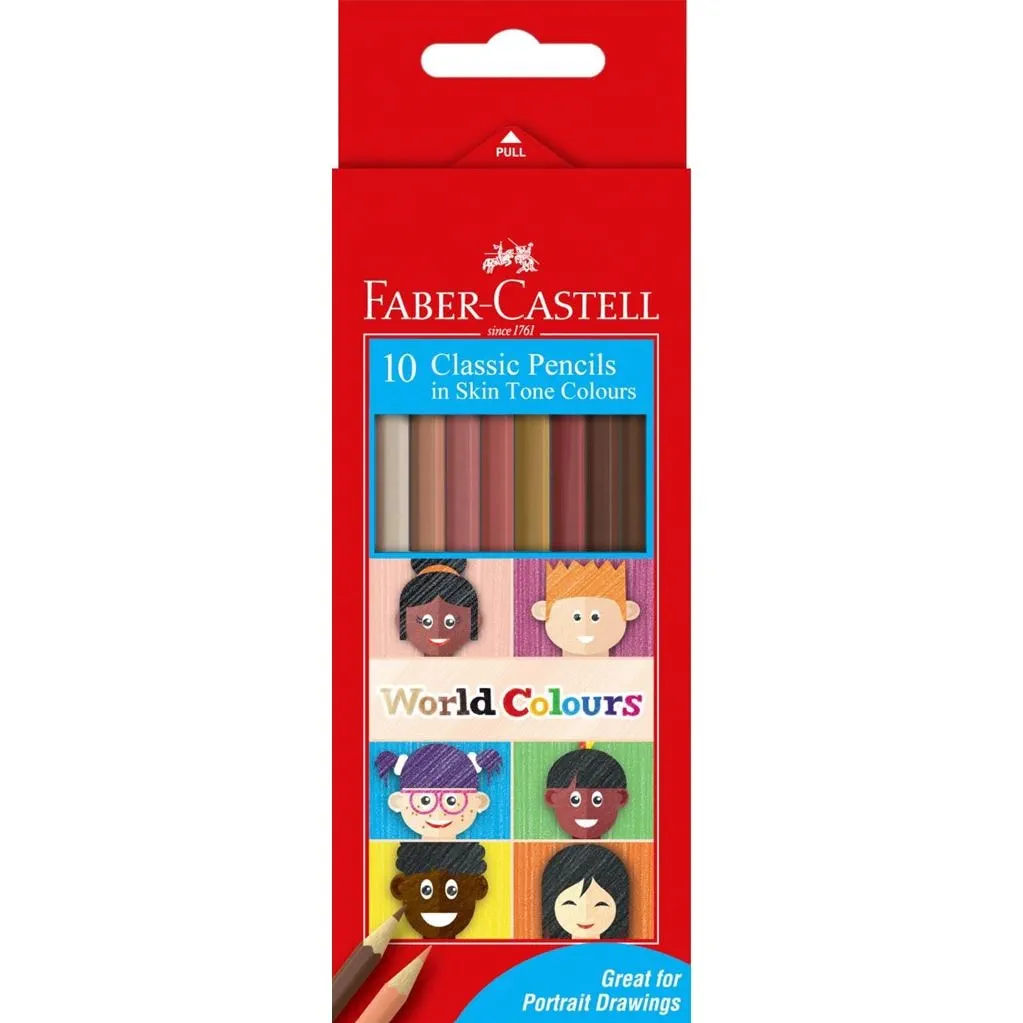 PULL
FABER-CASTELL
since 1761
10 Classic Pencils
in Skin Tone Colours
World Colours
Great for
Portrait Drawings